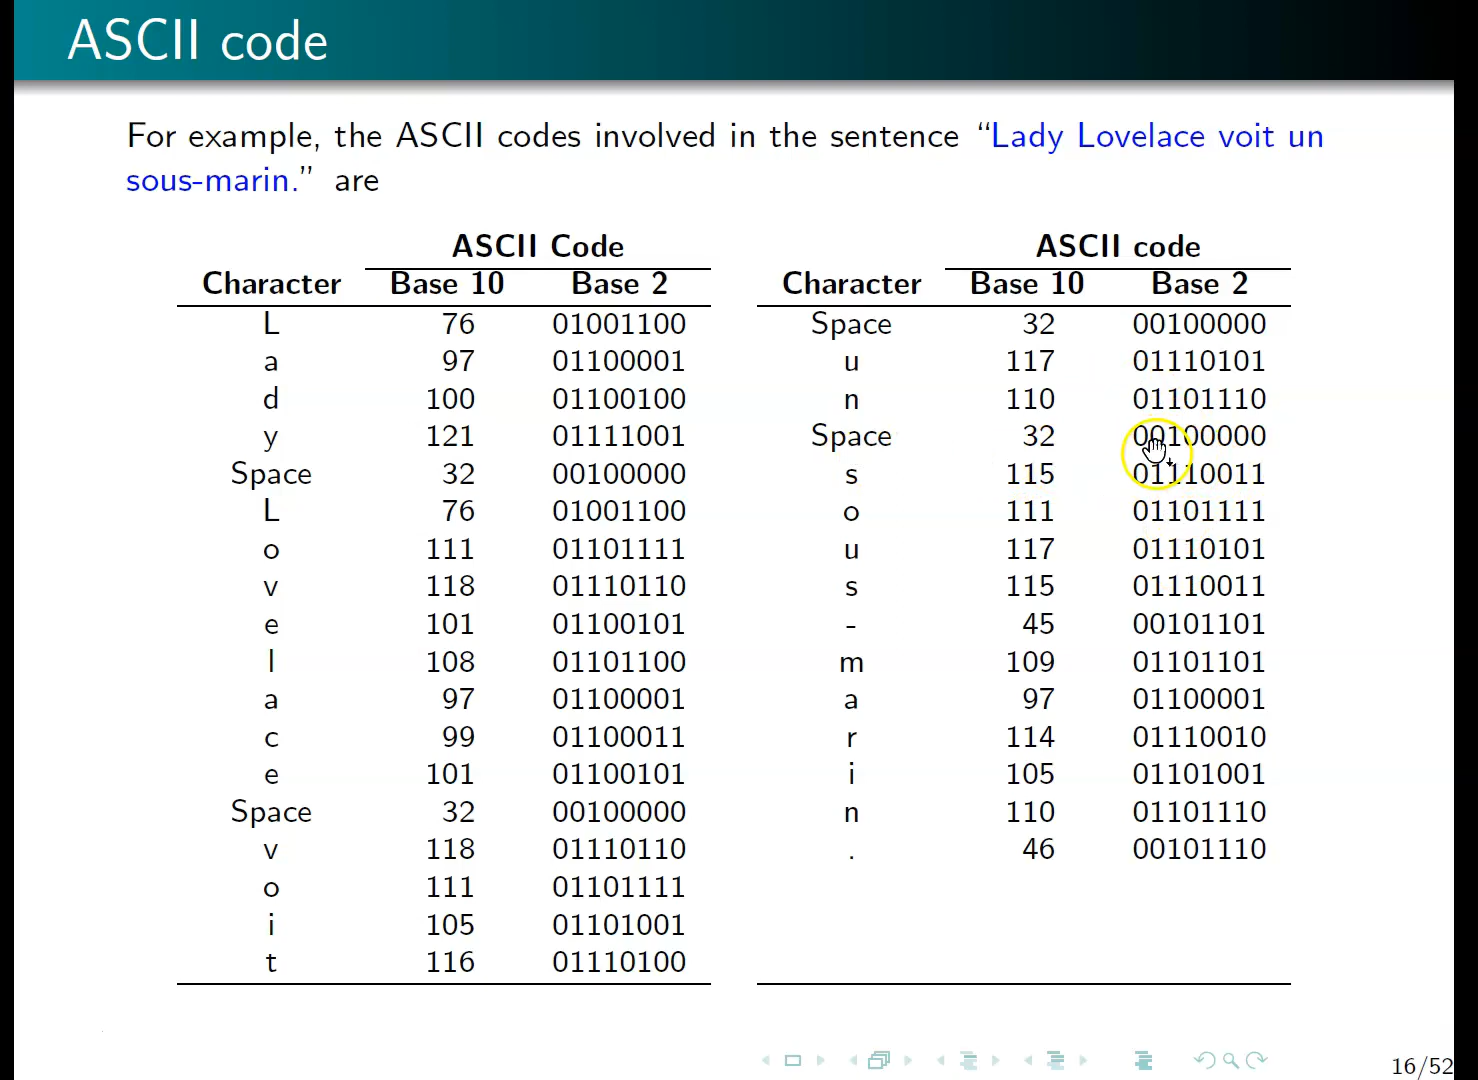 ASCII code
For example, the ASCII codes involved in the sentence “Lady Lovelace voit un
sous-marin.” are
ASCII Code
Character Base 10 Base 2
L 76 01001100
a 97 01100001
d 100 01100100
y 121 01111001
Space 32 00100000
L 76 01001100
o 111 01101111
v 118 01110110
e 101 01100101
l 108 01101100
a 97 01100001
c 99 01100011
e 101 01100101
Space 32 00100000
v 118 01110110
o 111 01101111
i 105 01101001
t 116 01110100
ASCII code
Character Base 10 Base 2
Space 32 00100000
u 117 01110101
n 110 01101110
Space 32 00100000
s 115 01110011
o 111 01101111
u 117 01110101
s 115 01110011
- 45 00101101
m 109 01101101
a 97 01100001
r 114 01110010
i 105 01101001
n 110 01101110
. 46 00101110
16/52